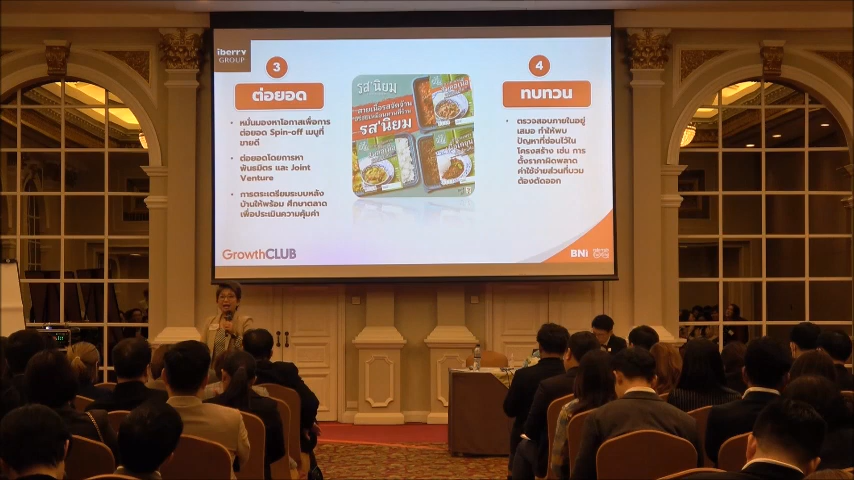 iberry
GROUP
3
ต่อยอด
• หมั่นมองหาโอกาสเพื่อการ
ต่อยอด Spin-off เมนูที่
ขายดี
• ต่อยอดโดยการหา
พันธมิตร และ Joint
Venture
• การตระเตรียมระบบหลัง
บ้านให้พร้อม ศึกษาตลาด
เพื่อประเมินความคุ้มค่า
รส'นิยม
รส'นิยม
4
ทบทวน
• ตรวจสอบภายในอยู่
เสมอ ทำให้พบ
ปัญหาที่ซ่อนไว้ใน
โครงสร้าง เช่น การ
ตั้งราคาผิดพลาด
ค่าใช้จ่ายส่วนที่บวม
ต้องตัดออก
GrowthCLUB
BNI